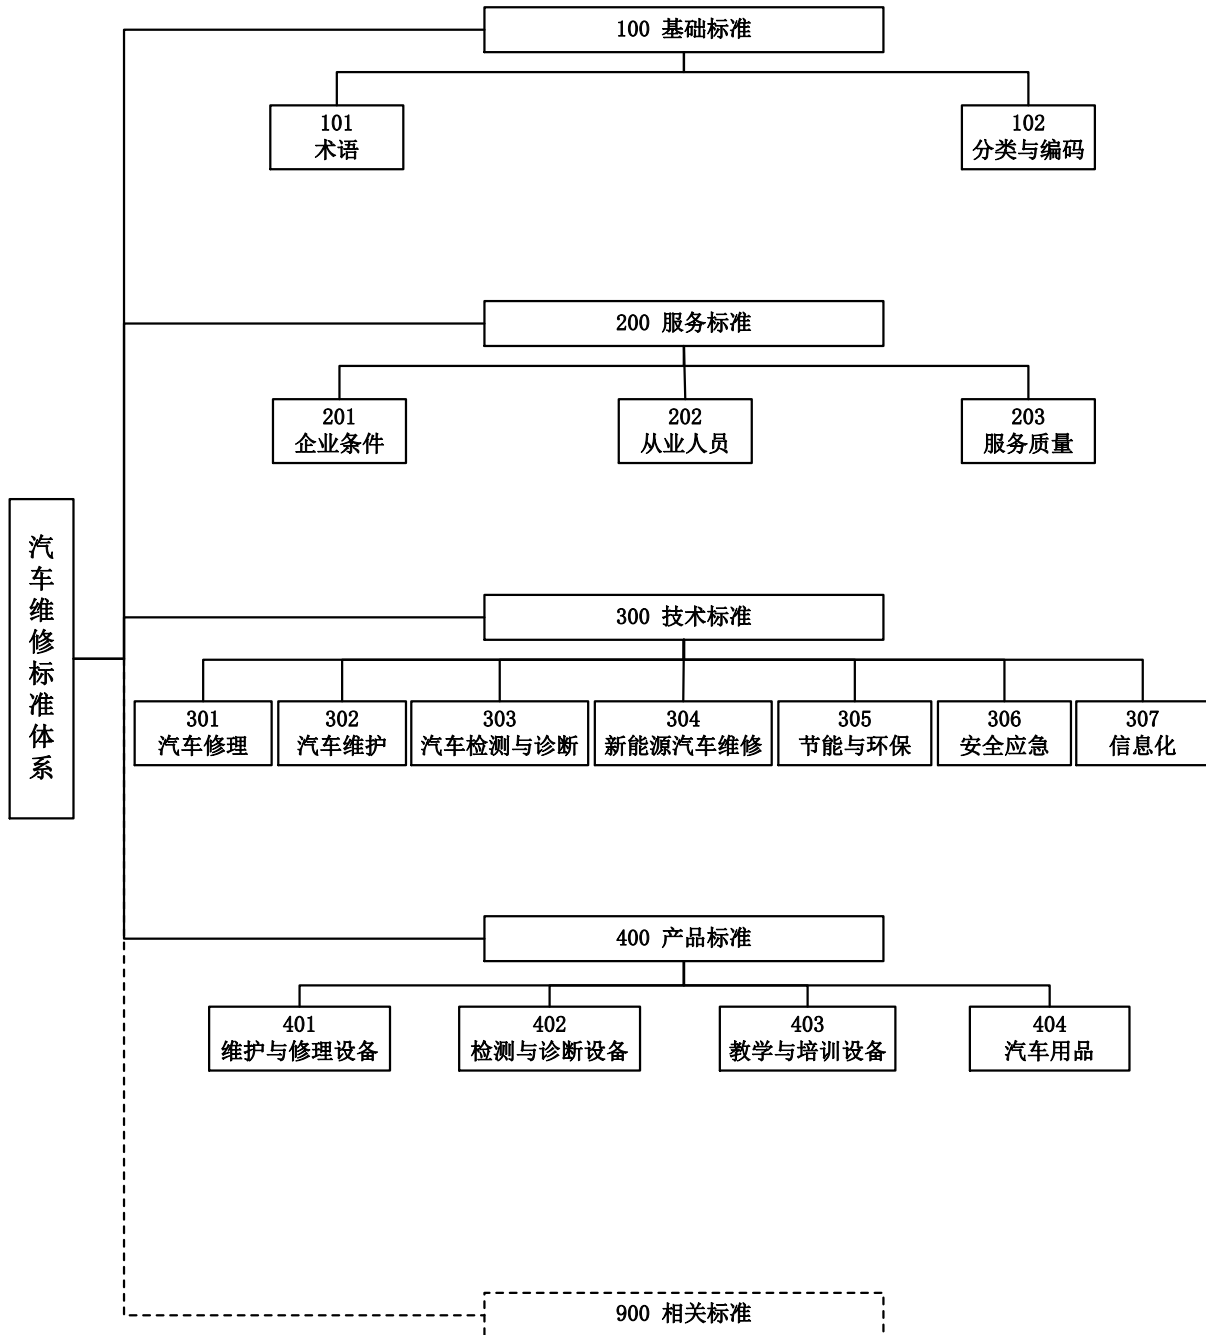 100 基础标准
101
术语
102
分类与编码
200 服务标准
201
企业条件
202
从业人员
203
服务质量
汽车维修标准体系
300 技术标准
301
汽车修理
302
汽车维护
303
汽车检测与诊断
304
新能源汽车维修
305
节能与环保
306
安全应急
307
信息化
400 产品标准
401
维护与修理设备
402
检测与诊断设备
403
教学与培训设备
404
汽车用品
900 相关标准